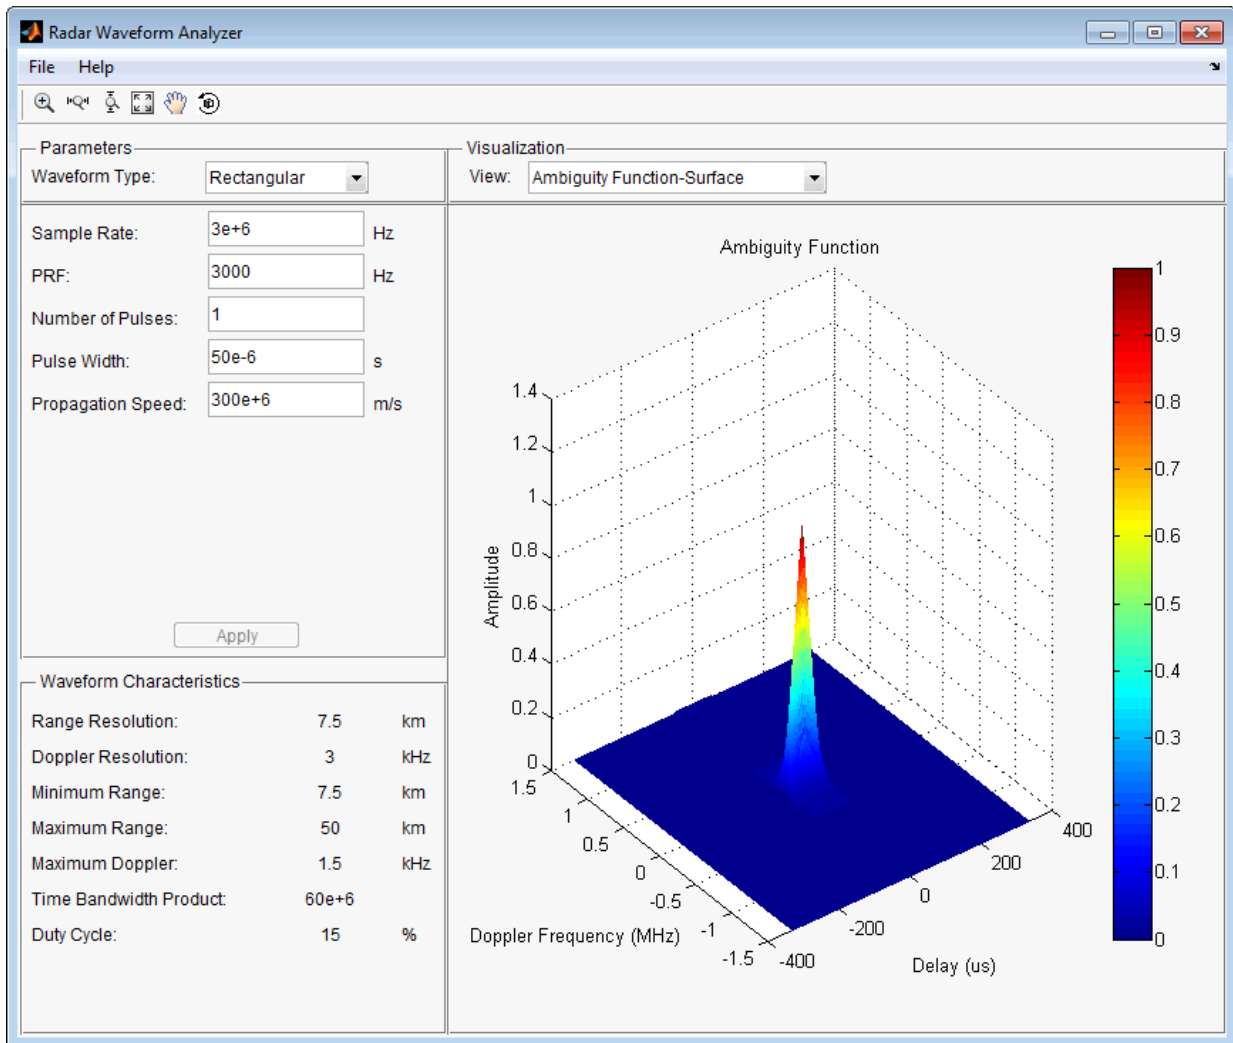 Radar Waveform Analyzer
File Help
Parameters
Waveform Type: Rectangular
Visualization
View: Ambiguity Function-Surface
Sample Rate: 3e+6 Hz
PRF: 3000 Hz
Number of Pulses: 1
Pulse Width: 50e-6 s
Propagation Speed: 300e+6 m/s
Apply
Waveform Characteristics
Range Resolution: 7.5 km
Doppler Resolution: 3 kHz
Minimum Range: 7.5 km
Maximum Range: 50 km
Maximum Doppler: 1.5 kHz
Time Bandwidth Product: 60e+6
Duty Cycle: 15 %
Ambiguity Function
1.4
1.2
1
0.8
0.6
0.4
0.2
0
Amplitude
1.5
1
0.5
0
-0.5
-1
-1.5
Doppler Frequency (MHz)
-400
-200
0
200
400
Delay (us)
1
0.9
0.8
0.7
0.6
0.5
0.4
0.3
0.2
0.1
0